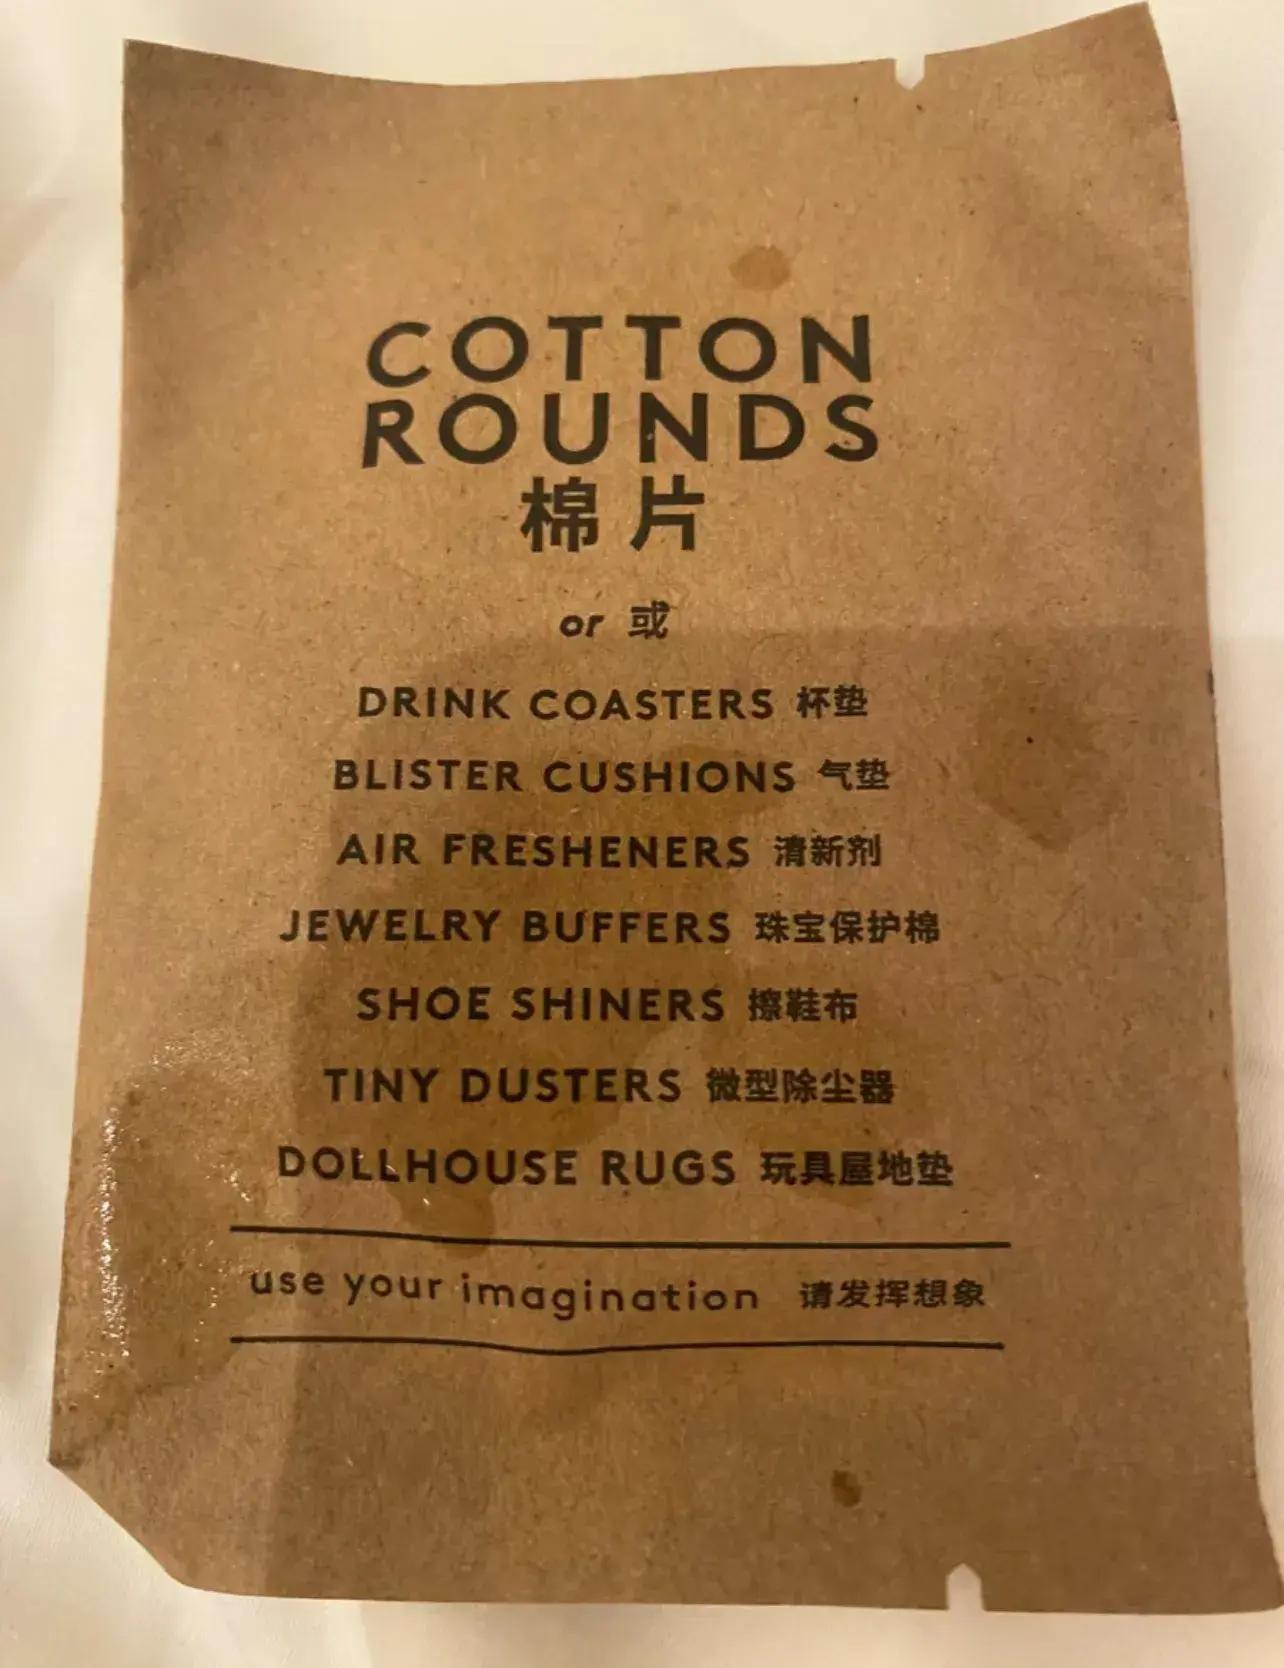 COTTON
ROUNDS
棉片
or 或
DRINK COASTERS 杯垫
BLISTER CUSHIONS 气垫
AIR FRESHENERS 清新剂
JEWELRY BUFFERS 珠宝保护棉
SHOE SHINERS 擦鞋布
TINY DUSTERS 微型除尘器
DOLLHOUSE RUGS 玩具屋地垫
use your imagination 请发挥想象